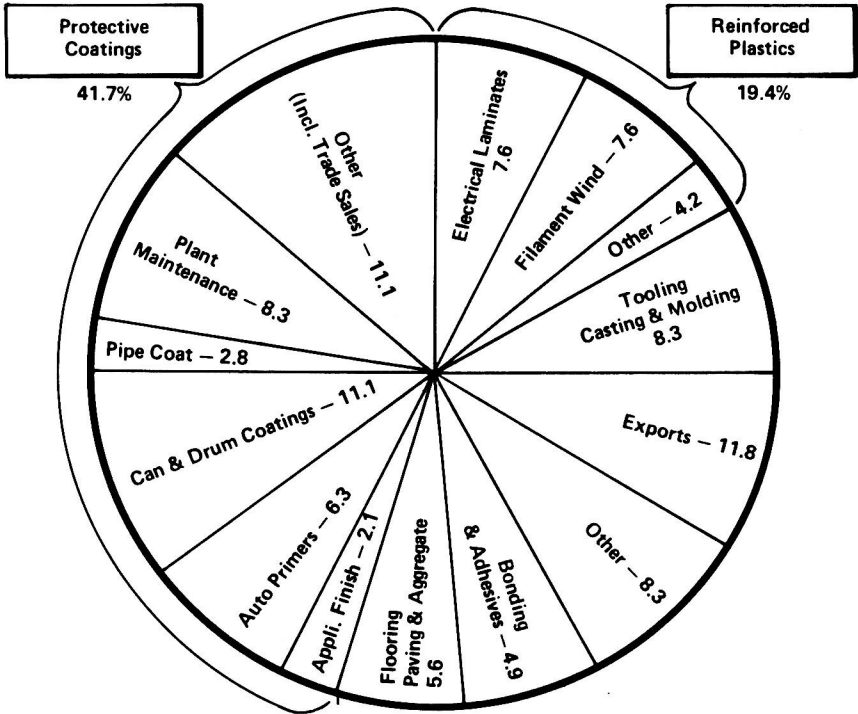 Protective
Coatings
41.7%
Reinforced
Plastics
19.4%
Electrical Laminates
7.6
Filament Wind — 7.6
Other — 4.2
Tooling
Casting & Molding
8.3
Exports — 11.8
Other — 8.3
Bonding
& Adhesives — 4.9
Flooring
Paving & Aggregate
5.6
Appli. Finish — 2.1
Auto Primers — 6.3
Can & Drum Coatings — 11.1
Pipe Coat — 2.8
Plant
Maintenance — 8.3
Other
(Incl. Trade Sales) — 11.1